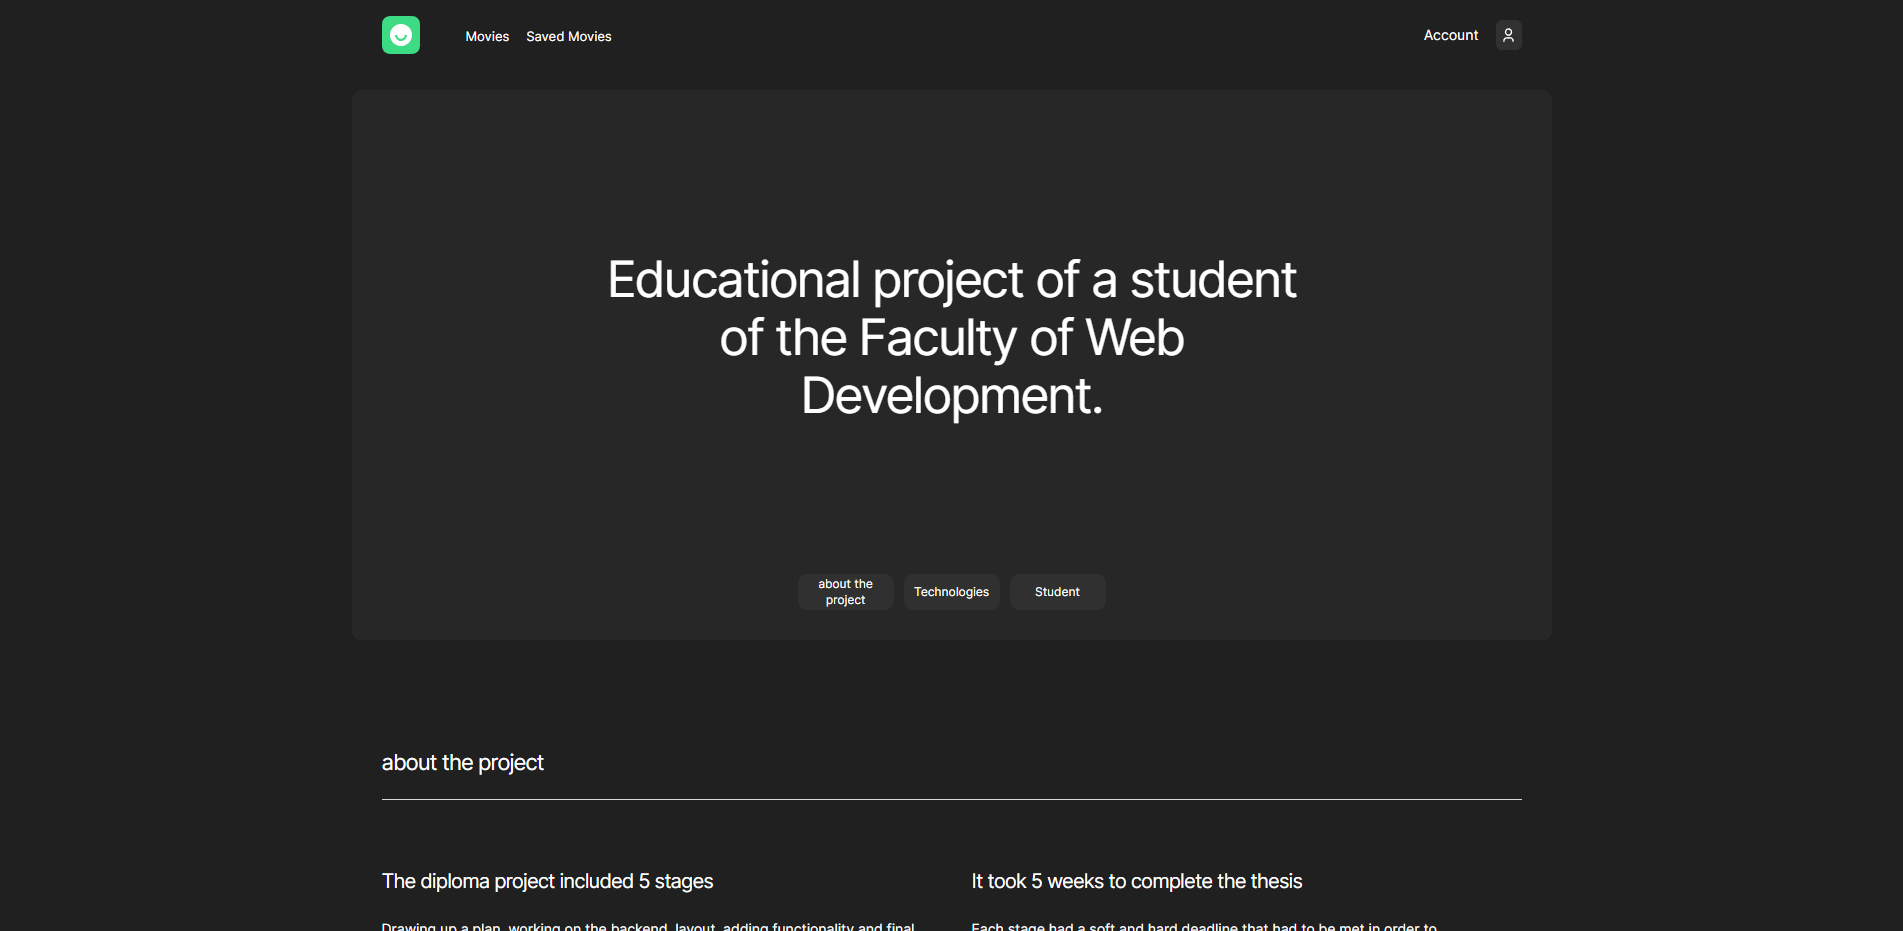 Movies
Saved Movies
Account
Educational project of a student
of the Faculty of Web
Development.
about the
project
Technologies
Student
about the project
The diploma project included 5 stages
It took 5 weeks to complete the thesis
Drawing up a plan, working on the backend, layout, adding functionality and final
Each stage had a soft and hard deadline that had to be met in order to